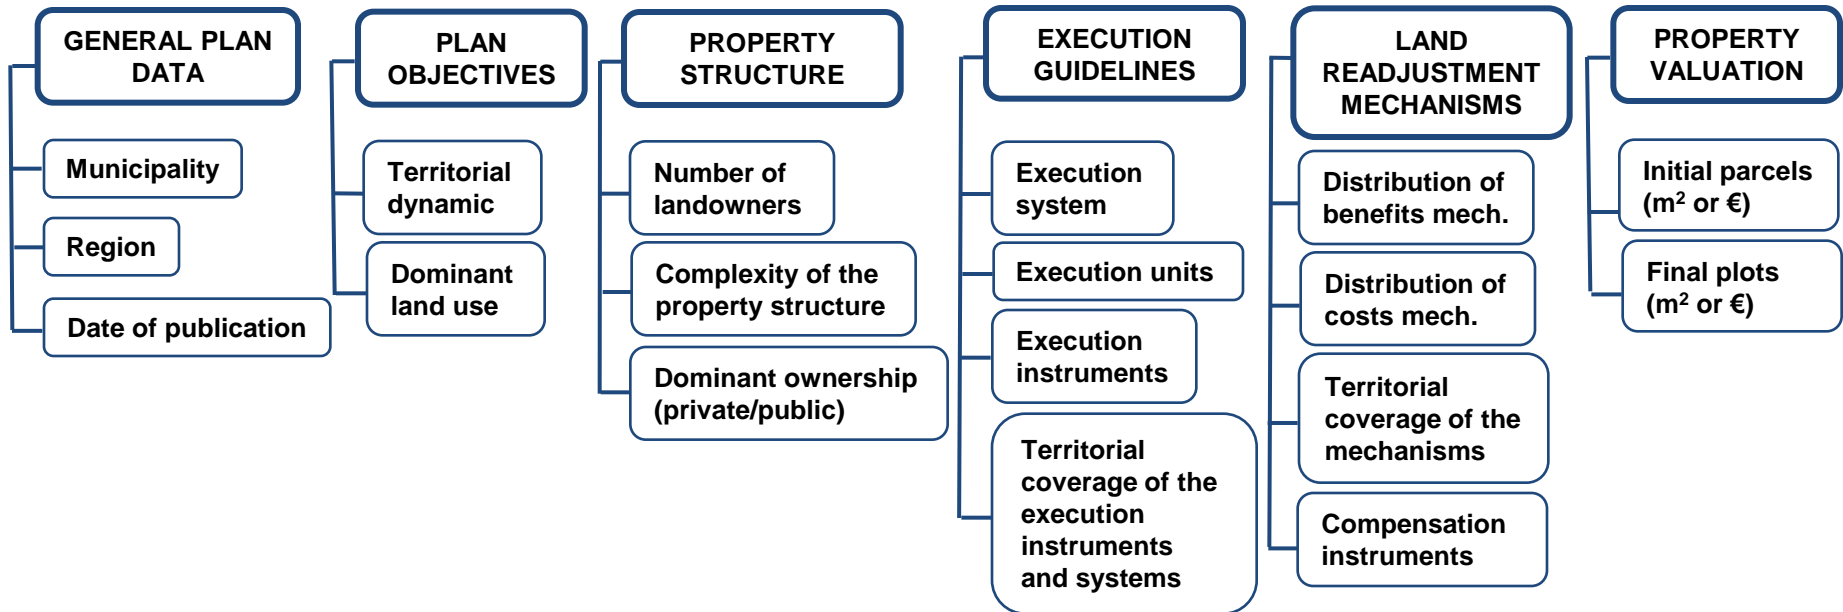 GENERAL PLAN
DATA
Municipality
Region
Date of publication
PLAN
OBJECTIVES
Territorial
dynamic
Dominant
land use
PROPERTY
STRUCTURE
Number of
landowners
Complexity of the
property structure
Dominant ownership
(private/public)
EXECUTION
GUIDELINES
Execution
system
Execution units
Execution
instruments
Territorial
coverage of the
execution
instruments
and systems
LAND
READJUSTMENT
MECHANISMS
Distribution of
benefits mech.
Distribution of
costs mech.
Territorial
coverage of the
mechanisms
Compensation
instruments
PROPERTY
VALUATION
Initial parcels
(m² or €)
Final plots
(m² or €)